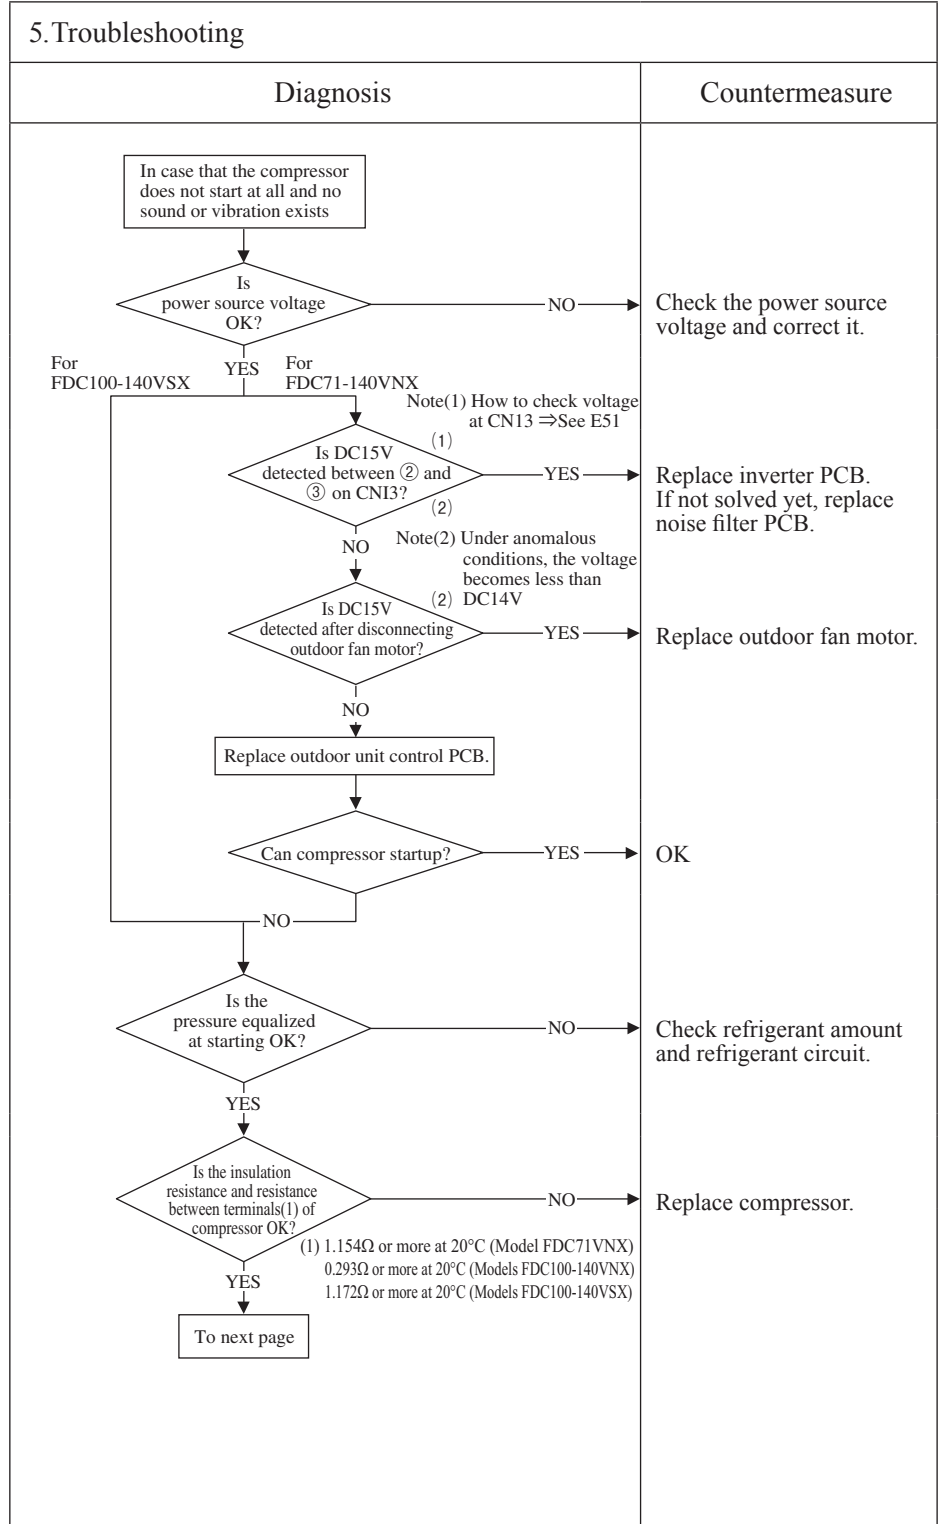 5.Troubleshooting
Diagnosis
Countermeasure
In case that the compressor
does not start at all and no
sound or vibration exists
Is
power source voltage
OK?
NO
Check the power source
voltage and correct it.
YES
For
FDC100-140VSX
For
FDC71-140VNX
Note(1) How to check voltage
at CN13 ⇒See E51
(1)
Is DC15V
detected between ② and
③ on CNI3?
(2)
YES
Replace inverter PCB.
If not solved yet, replace
noise filter PCB.
NO
Note(2) Under anomalous
conditions, the voltage
becomes less than
DC14V
(2)
Is DC15V
detected after disconnecting
outdoor fan motor?
YES
Replace outdoor fan motor.
NO
Replace outdoor unit control PCB.
Can compressor startup?
YES
OK
NO
Is the
pressure equalized
at starting OK?
NO
Check refrigerant amount
and refrigerant circuit.
YES
Is the insulation
resistance and resistance
between terminals(1) of
compressor OK?
NO
Replace compressor.
(1) 1.154Ω or more at 20°C (Model FDC71VNX)
0.293Ω or more at 20°C (Models FDC100-140VNX)
1.172Ω or more at 20°C (Models FDC100-140VSX)
YES
To next page